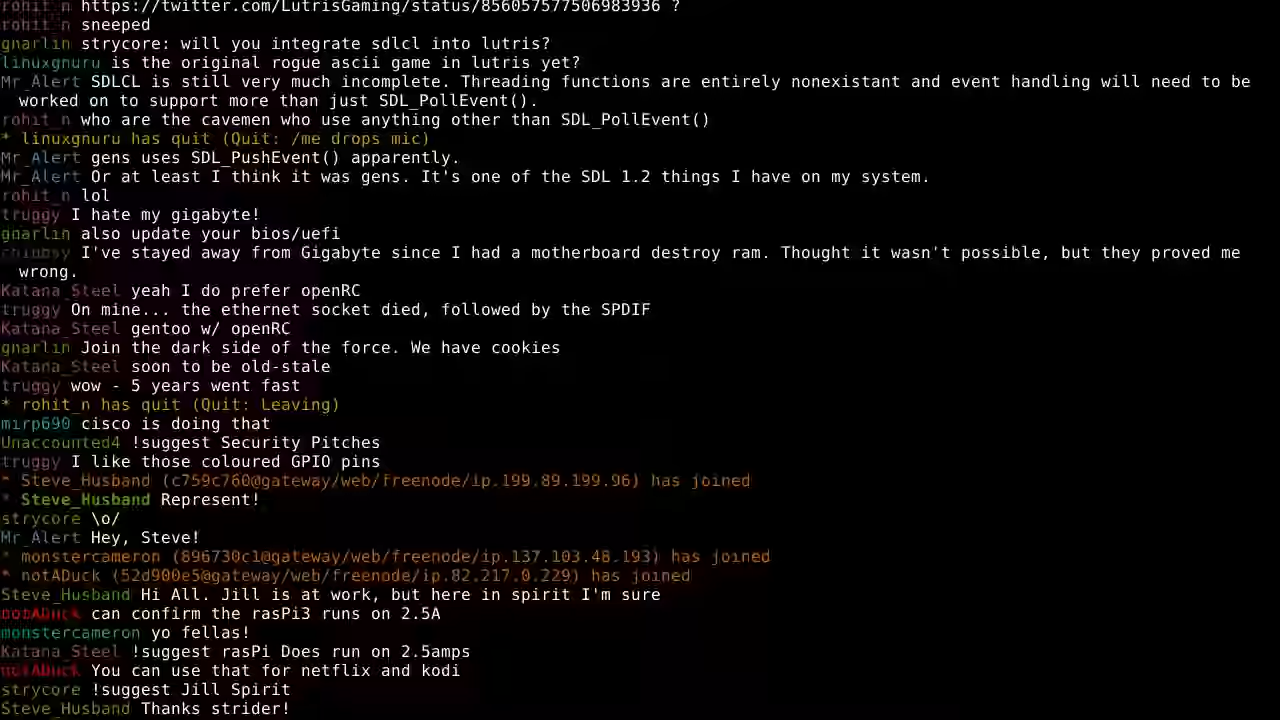 rohit_n https://twitter.com/LutrisGaming/status/856057577506983936 ?
rohit_n sneeped
gnarlin strycore: will you integrate sdlcl into lutris?
linuxgnuru is the original rogue ascii game in lutris yet?
Mr_Alert SDLCL is still very much incomplete. Threading functions are entirely nonexistant and event handling will need to be
worked on to support more than just SDL_PollEvent().
rohit_n who are the cavemen who use anything other than SDL_PollEvent()
* linuxgnuru has quit (Quit: /me drops mic)
Mr_Alert gens uses SDL_PushEvent() apparently.
Mr_Alert Or at least I think it was gens. It's one of the SDL 1.2 things I have on my system.
rohit_n lol
truggy I hate my gigabyte!
gnarlin also update your bios/uefi
I've stayed away from Gigabyte since I had a motherboard destroy ram. Thought it wasn't possible, but they proved me
wrong.
Katana_Steel yeah I do prefer openRC
truggy On mine... the ethernet socket died, followed by the SPDIF
Katana_Steel gentoo w/ openRC
gnarlin Join the dark side of the force. We have cookies
Katana_Steel soon to be old-stale
truggy wow - 5 years went fast
* rohit_n has quit (Quit: Leaving)
mirp690 cisco is doing that
Unaccounted4 !suggest Security Pitches
truggy I like those coloured GPIO pins
* Steve_Husband (c759c760@gateway/web/freenode/ip.199.89.199.96) has joined
* Steve_Husband Represent!
strycore \o/
Mr_Alert Hey, Steve!
* monstercameron (896730c1@gateway/web/freenode/ip.137.103.48.193) has joined
* notADuck (52d900e5@gateway/web/freenode/ip.82.217.0.229) has joined
Steve_Husband Hi All. Jill is at work, but here in spirit I'm sure
notADuck can confirm the rasPi3 runs on 2.5A
monstercameron yo fellas!
Katana_Steel !suggest rasPi Does run on 2.5amps
notADuck You can use that for netflix and kodi
strycore !suggest Jill Spirit
Steve_Husband Thanks strider!